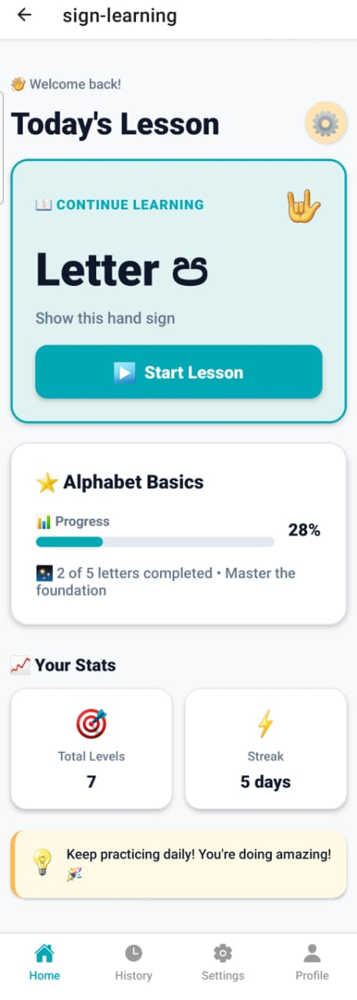 sign-learning
Welcome back!
Today's Lesson
CONTINUE LEARNING
Letter ඏ
Show this hand sign
Start Lesson
Alphabet Basics
Progress
28%
2 of 5 letters completed • Master the
foundation
Your Stats
Total Levels
7
Streak
5 days
Keep practicing daily! You're doing amazing!
Home
History
Settings
Profile